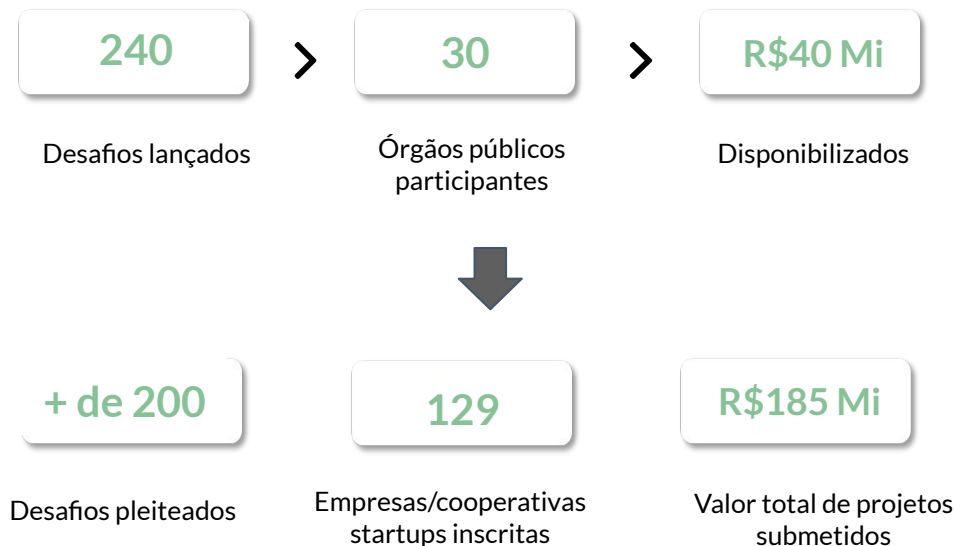 240
30
R$40 Mi
Desafios lançados
Órgãos públicos
participantes
Disponibilizados
+ de 200
129
R$185 Mi
Desafios pleiteados
Empresas/cooperativas
startups inscritas
Valor total de projetos
submetidos